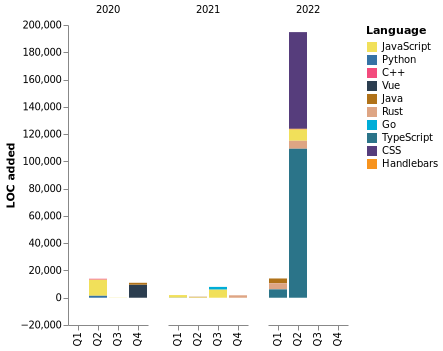 2020 2021 2022
200,000
180,000
160,000
140,000
120,000
100,000
80,000
60,000
40,000
20,000
0
−20,000
LOC added
Q1 Q2 Q3 Q4 Q1 Q2 Q3 Q4 Q1 Q2 Q3 Q4
Language
JavaScript
Python
C++
Vue
Java
Rust
Go
TypeScript
CSS
Handlebars